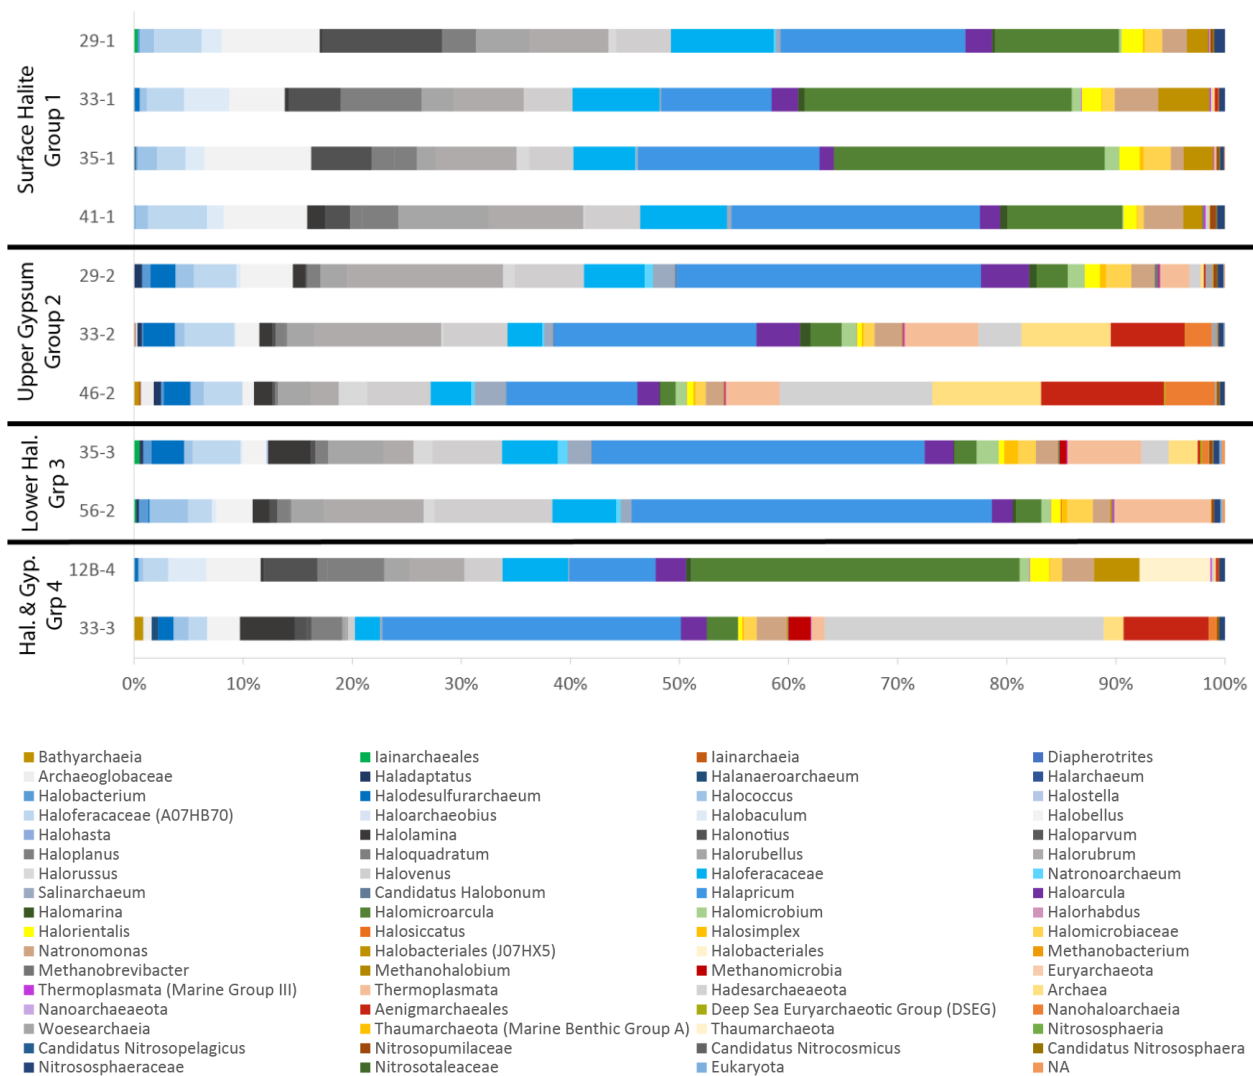 Surface Halite
Group 1
29-1
33-1
35-1
41-1
Upper Gypsum
Group 2
29-2
33-2
46-2
Lower Hal.
Grp 3
35-3
56-2
Hal. & Gyp.
Grp 4
12B-4
33-3
0% 10% 20% 30% 40% 50% 60% 70% 80% 90% 100%
Bathyarchaeia Iainarchaeales Iainarchaeia Diapherotrites
Archaeoglobaceae Haladaptatus Halanaeroarchaeum Halarchaeum
Halobacterium Halodesulfurarchaeum Halococcus Halostella
Haloferacaceae (A07HB70) Haloarchaeobius Halobaculum Halobellus
Halohasta Halolamina Halonotius Haloparvum
Haloplanus Haloquadratum Halorubellus Halorubrum
Halorussus Halovenus Haloferacaceae Natronoarchaeum
Salinarchaeum Candidatus Halobonum Halapricum Haloarcula
Halomarina Halomicroarcula Halomicrobium Halorhabdus
Halorientalis Halosiccatus Halosimplex Halomicrobiaceae
Natronomonas Halobacteriales (J07HX5) Halobacteriales Methanobacterium
Methanobrevibacter Methanohalobium Methanomicrobia Euryarchaeota
Thermoplasmata (Marine Group III) Thermoplasmata Hadesarchaeaota Archaea
Nanoarchaeaota Aenigmarchaeales Deep Sea Euryarchaeotic Group (DSEG) Nanohaloarchaeia
Woesearchaeia Thaumarchaeota (Marine Benthic Group A) Thaumarchaeota Nitrososphaeria
Candidatus Nitrosopelagicus Nitrosopumilaceae Candidatus Nitrocosmicus Candidatus Nitrososphaera
Nitrososphaeraceae Nitrosotaleaceae Eukaryota NA